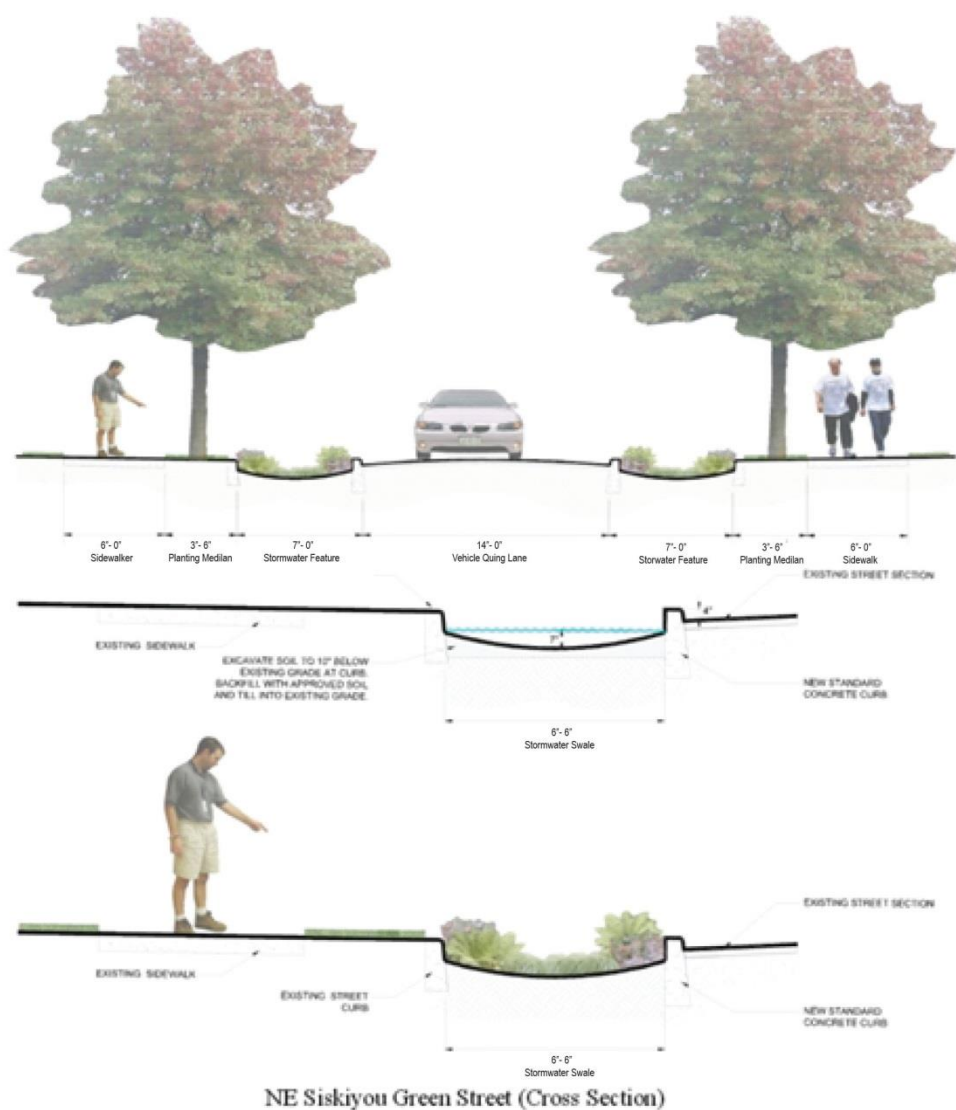 6"- 0"
Sidewalker
3"- 6"
Planting Medilan
7"- 0"
Stormwater Feature
14"- 0"
Vehicle Quing Lane
7"- 0"
Storwater Feature
3"- 6"
Planting Medilan
6"- 0"
Sidewalk
EXISTING STREET SECTION
4"
EXISTING SIDEWALK
7"
EXCAVATE SOIL TO 10" BELOW
EXISTING GRADE AT CURB.
BACKFILL WITH APPROVED SOIL
AND TILL INTO EXISTING GRADE.
NEW STANDARD
CONCRETE CURB
6"- 6"
Stormwater Swale
EXISTING STREET SECTION
EXISTING SIDEWALK
EXISTING STREET
CURB
NEW STANDARD
CONCRETE CURB
6"- 6"
Stormwater Swale
NE Siskiyou Green Street (Cross Section)